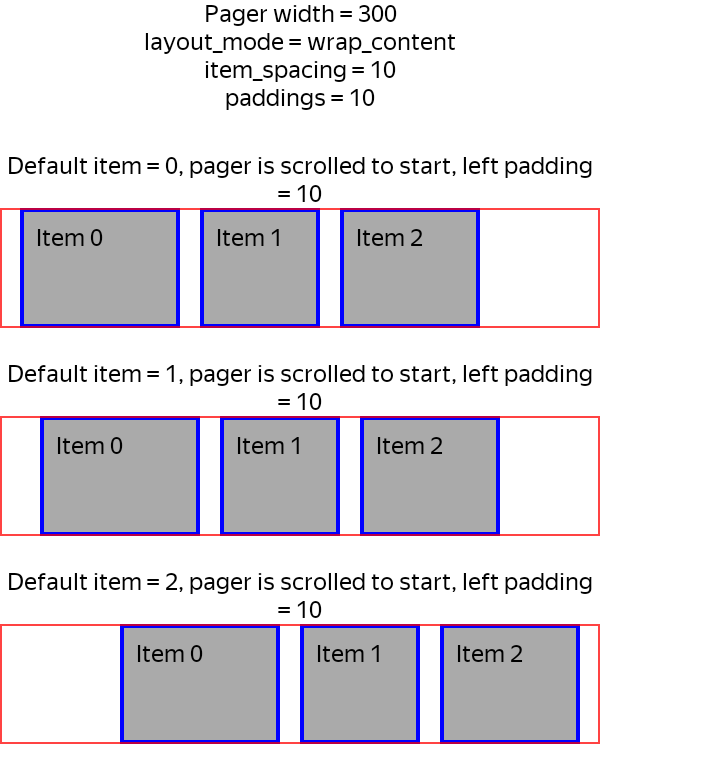 Pager width = 300
layout_mode = wrap_content
item_spacing = 10
paddings = 10
Default item = 0, pager is scrolled to start, left padding
= 10
Item 0
Item 1
Item 2
Default item = 1, pager is scrolled to start, left padding
= 10
Item 0
Item 1
Item 2
Default item = 2, pager is scrolled to start, left padding
= 10
Item 0
Item 1
Item 2